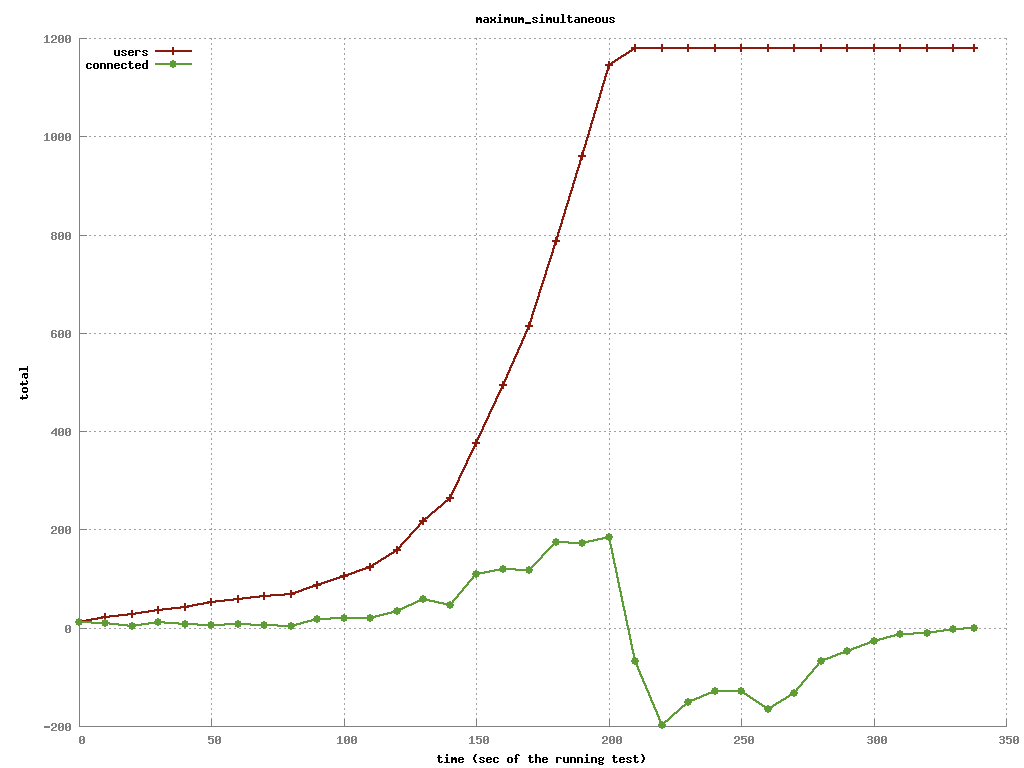 maximum_simultaneous
users
connected
1200
1000
800
600
400
200
0
-200
total
0 50 100 150 200 250 300 350
time (sec of the running test)